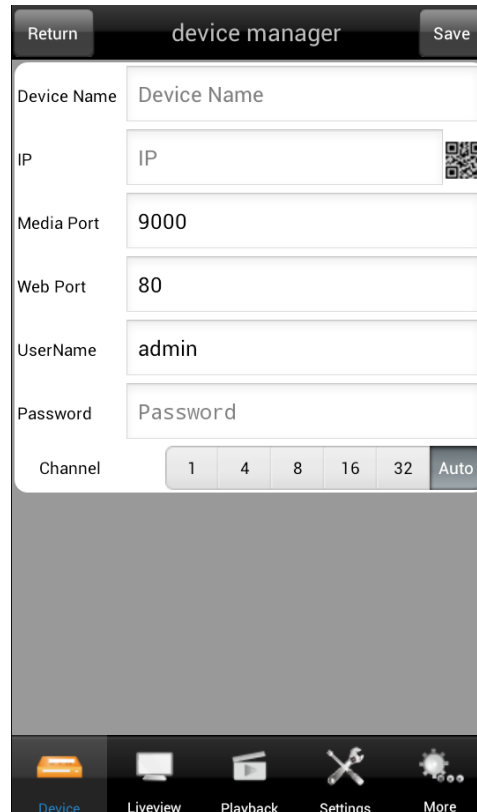 Return device manager Save
Device Name Device Name
IP IP
Media Port 9000
Web Port 80
UserName admin
Password Password
Channel 1 4 8 16 32 Auto
Device Liveview Playback Settings More